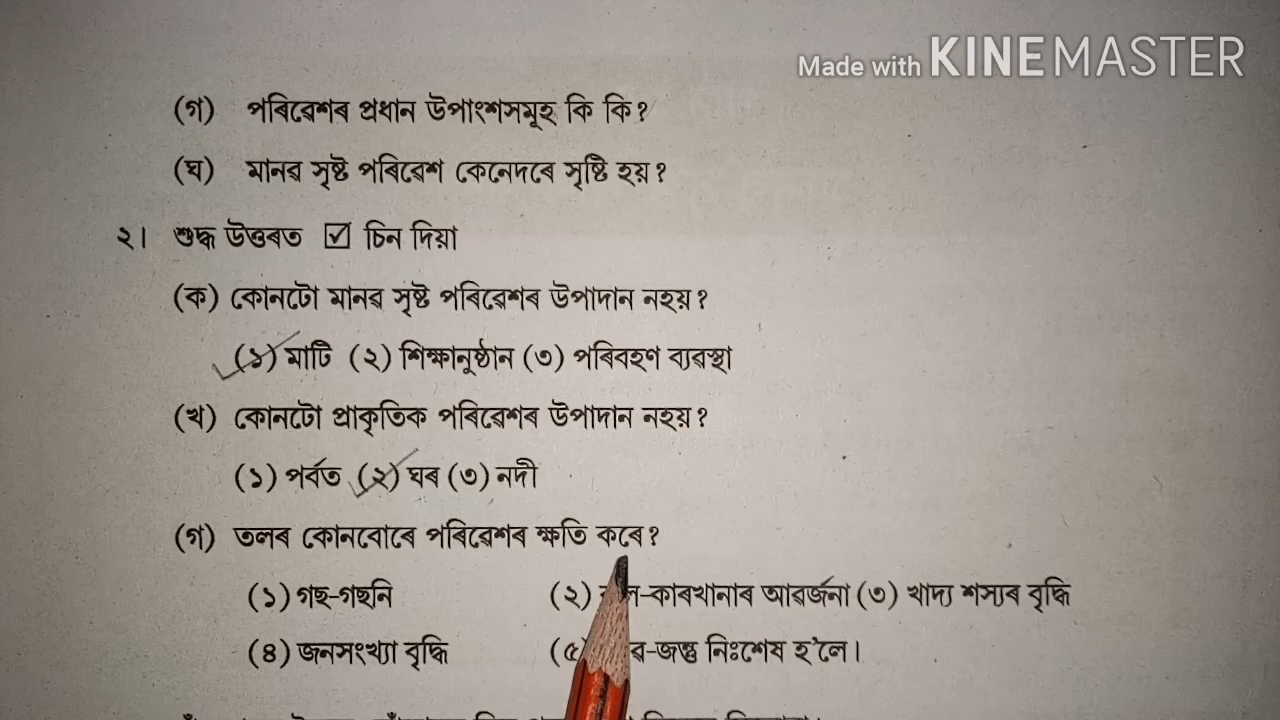 Made with KINEMASTER
(গ) পৰিৱেশৰ প্ৰধান উপাংশসমূহ কি কি?
(ঘ) মানৱ সৃষ্ট পৰিৱেশ কেনেদৰে সৃষ্টি হয়?
২। শুদ্ধ উত্তৰত ☑ চিন দিয়া
(ক) কোনটো মানৱ সৃষ্ট পৰিৱেশৰ উপাদান নহয়?
(১) মাটি (২) শিক্ষানুষ্ঠান (৩) পৰিবহণ ব্যৱস্থা
(খ) কোনটো প্ৰাকৃতিক পৰিৱেশৰ উপাদান নহয়?
(১) পৰ্বত (২) ঘৰ (৩) নদী
(গ) তলৰ কোনবোৰে পৰিৱেশৰ ক্ষতি কৰে?
(১) গছ-গছনি (২) -কাৰখানাৰ আৱৰ্জনা (৩) খাদ্য শস্যৰ বৃদ্ধি
(৪) জনসংখ্যা বৃদ্ধি (৫) -জন্তু নিঃশেষ হ'লে।